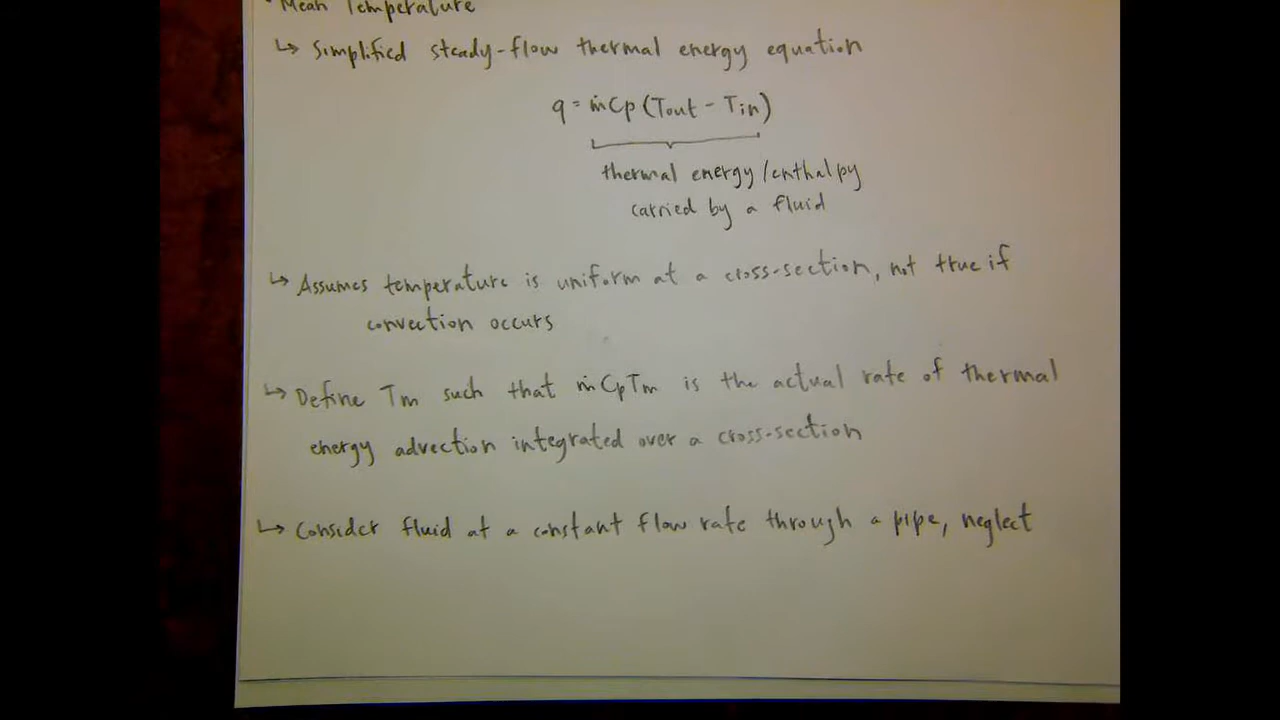 • Mean Temperature
↳ Simplified steady-flow thermal energy equation
q = ṁCp(Tout - Tin)
thermal energy/enthalpy
carried by a fluid
↳ Assumes temperature is uniform at a cross-section, not true if
convection occurs
↳ Define Tm such that ṁCpTm is the actual rate of thermal
energy advection integrated over a cross-section
↳ Consider fluid at a constant flow rate through a pipe, neglect